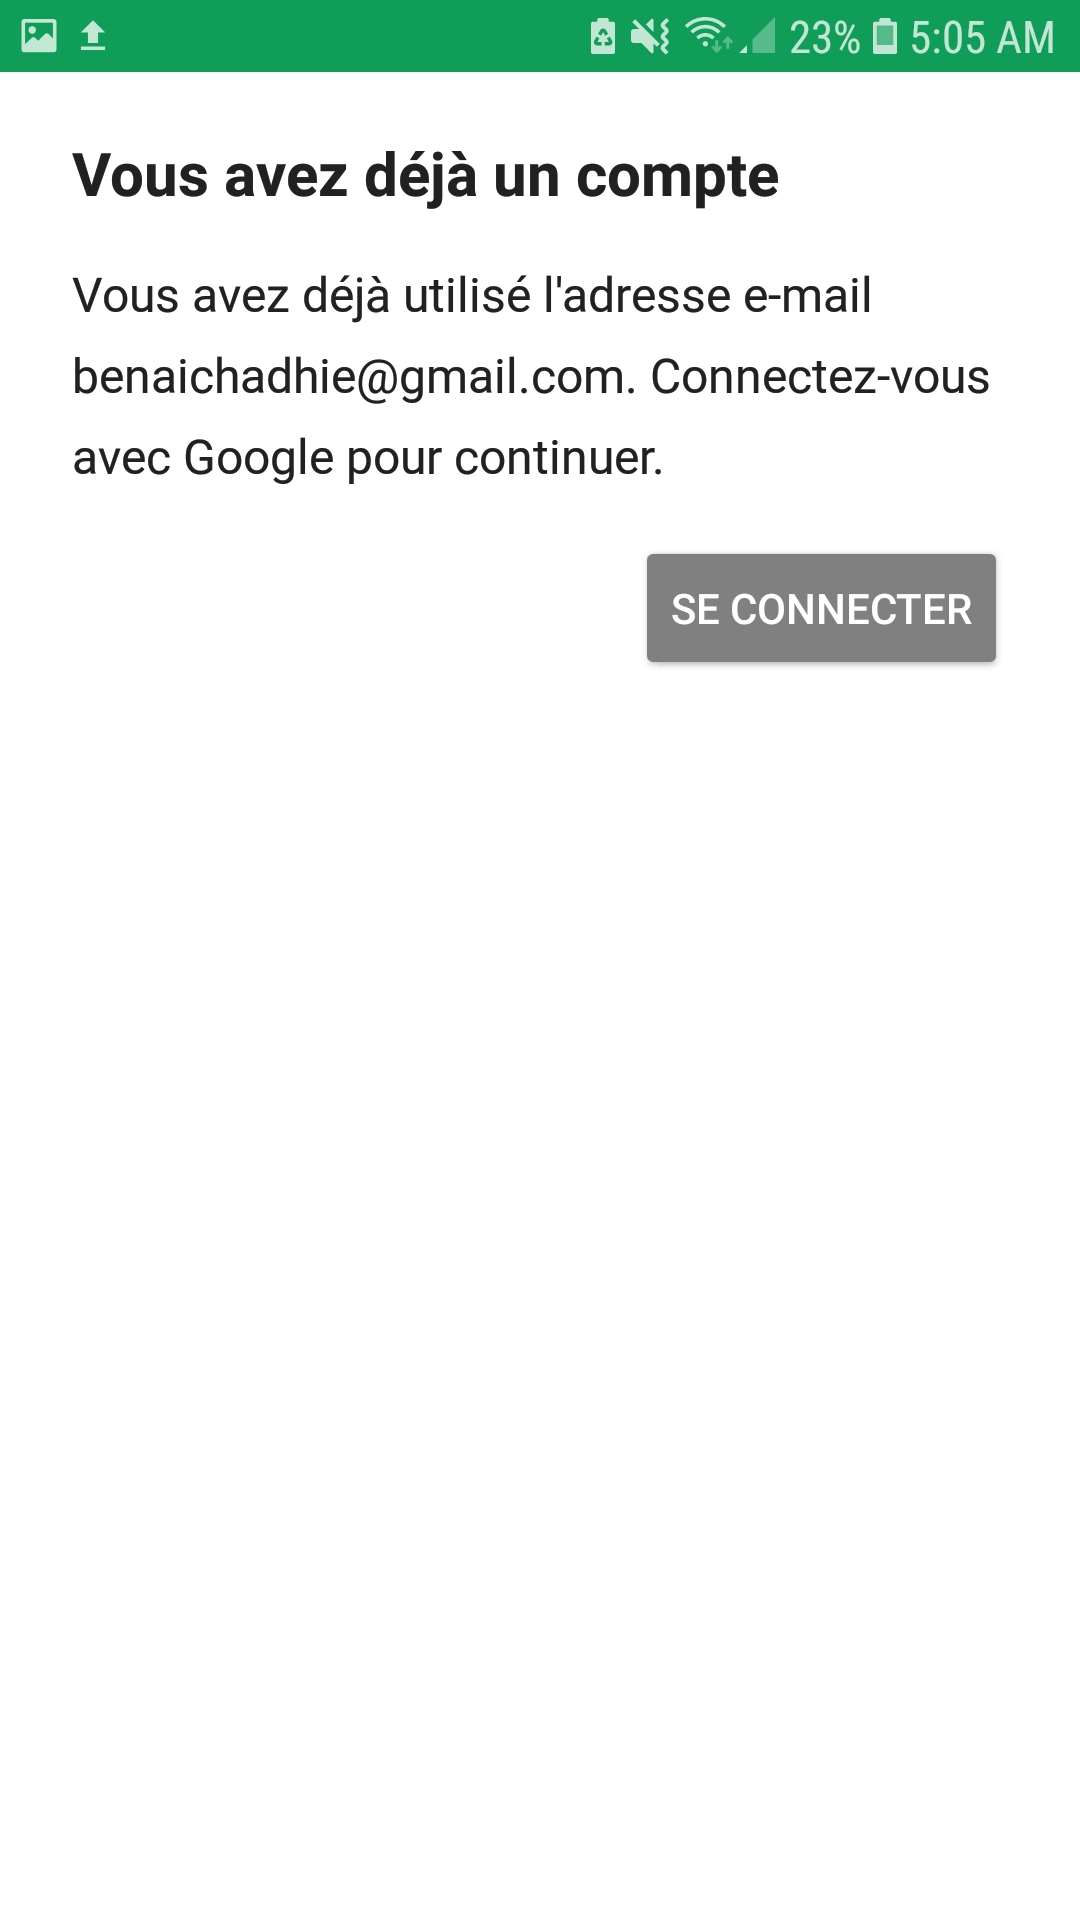 23% 5:05 AM
Vous avez déjà un compte
Vous avez déjà utilisé l'adresse e-mail
benaichadhie@gmail.com. Connectez-vous
avec Google pour continuer.
SE CONNECTER